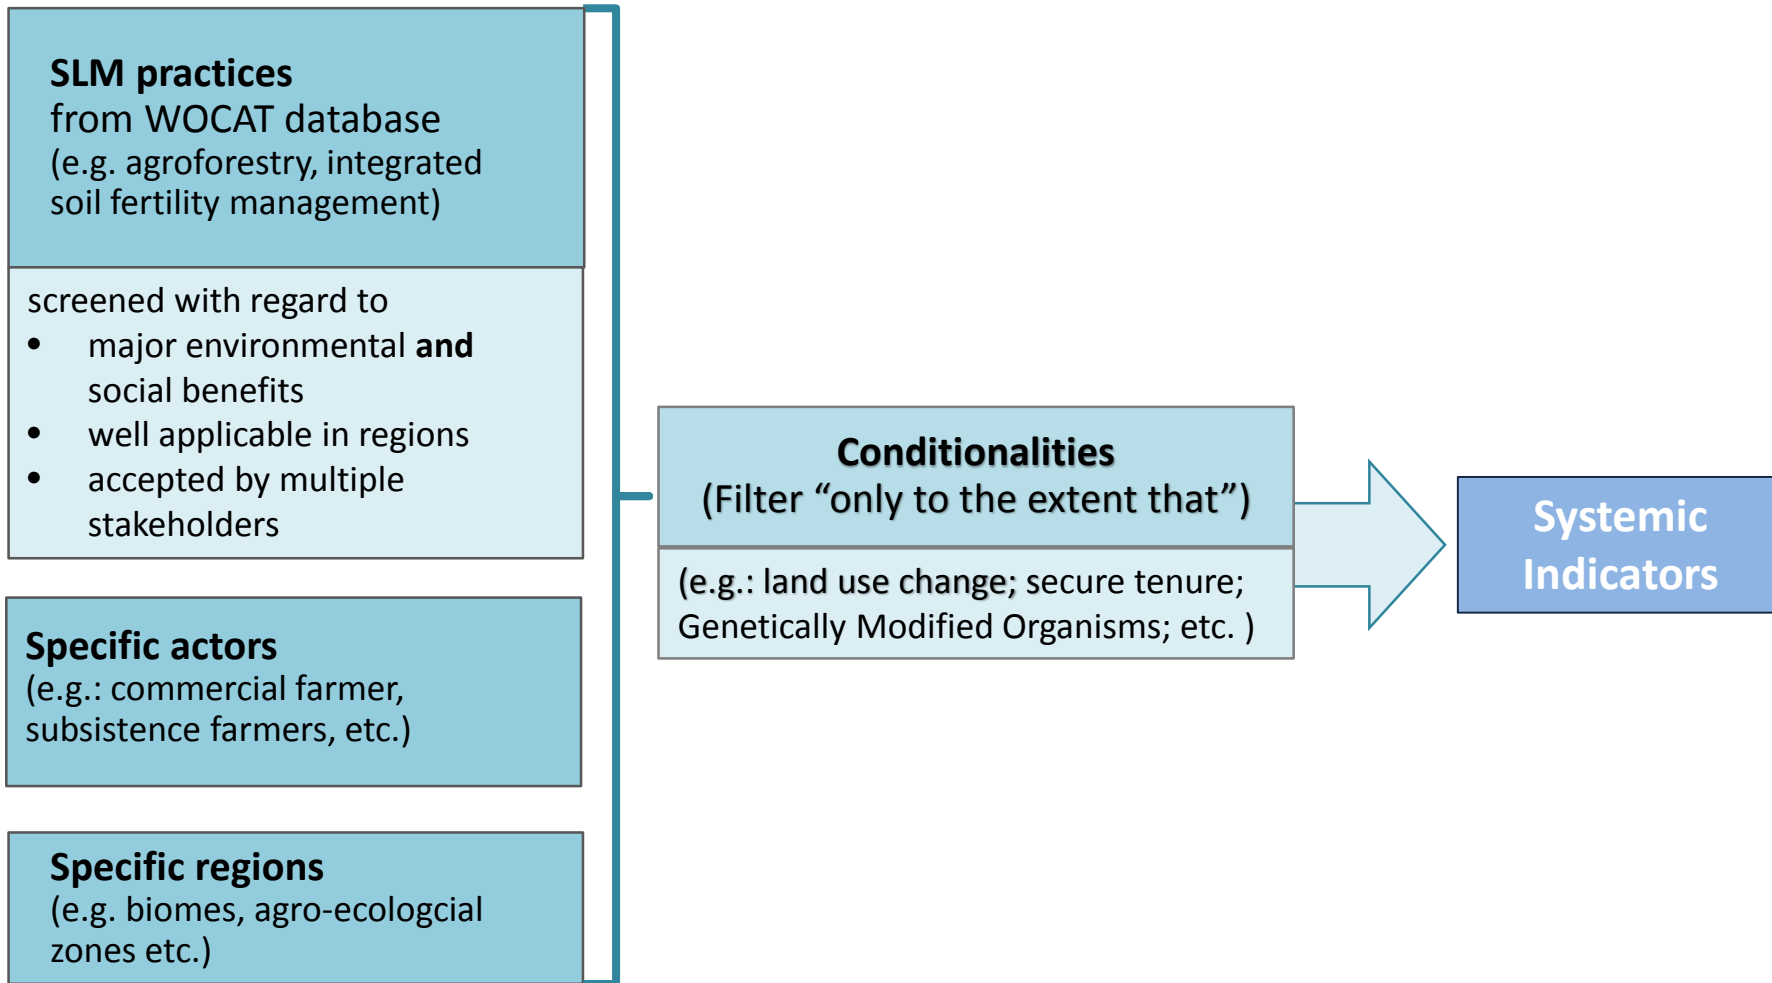 SLM practices
from WOCAT database
(e.g. agroforestry, integrated
soil fertility management)
screened with regard to
• major environmental and
social benefits
• well applicable in regions
• accepted by multiple
stakeholders
Specific actors
(e.g.: commercial farmer,
subsistence farmers, etc.)
Specific regions
(e.g. biomes, agro-ecologcial
zones etc.)
Conditionalities
(Filter “only to the extent that”)
(e.g.: land use change; secure tenure;
Genetically Modified Organisms; etc. )
Systemic
Indicators